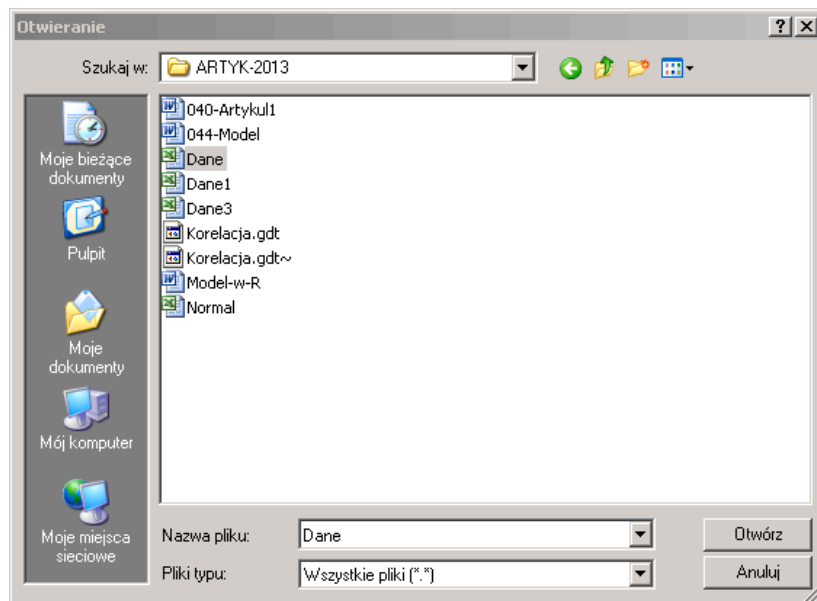 Otwieranie
Szukaj w: ARTYK-2013
040-Artykul1
044-Model
Dane
Dane1
Dane3
Korelacja.gdt
Korelacja.gdt~
Model-w-R
Normal
Moje bieżące
dokumenty
Pulpit
Moje
dokumenty
Mój komputer
Moje miejsca
sieciowe
Nazwa pliku: Dane Otwórz
Pliki typu: Wszystkie pliki (*.*) Anuluj